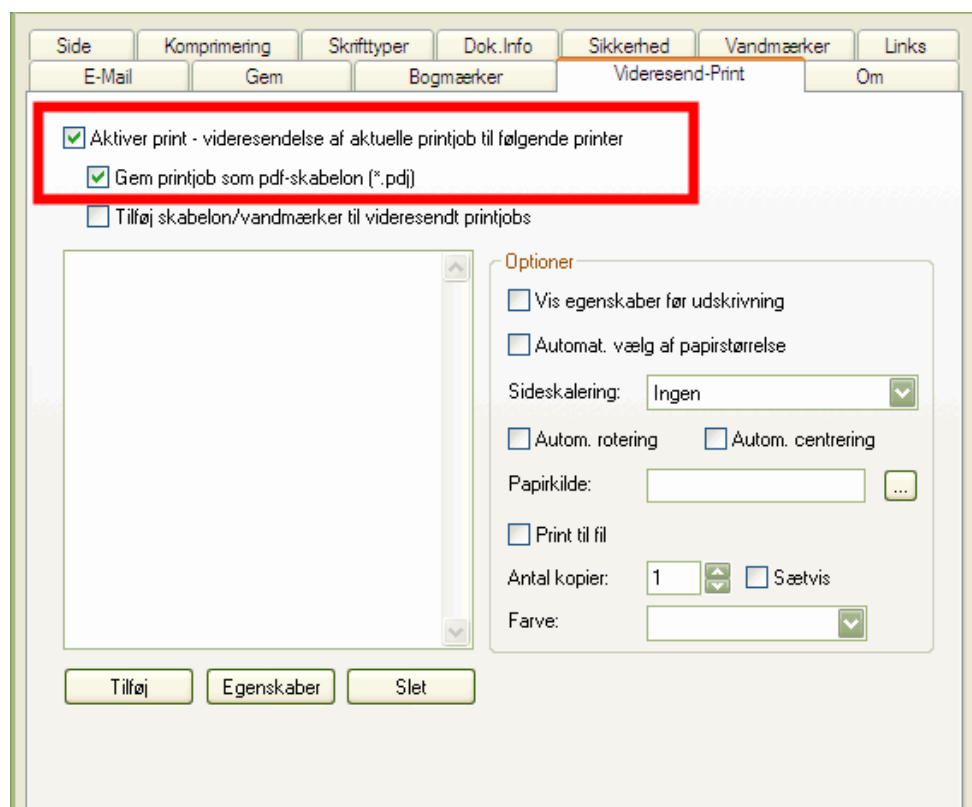 Side Komprimering Skrifttyper Dok.Info Sikkerhed Vandmærker Links
E-Mail Gem Bogmærker Videresend-Print Om
Aktiver print - videresendelse af aktuelle printjob til følgende printer
Gem printjob som pdf-skabelon (*.pdj)
Tilføj skabelon/vandmærker til videresendt printjobs
Optioner
Vis egenskaber før udskrivning
Automat. vælg af papirstørrelse
Sideskalering: Ingen
Autom. rotering Autom. centrering
Papirkilde: ...
Print til fil
Antal kopier: 1 Sætvis
Farve:
Tilføj Egenskaber Slet